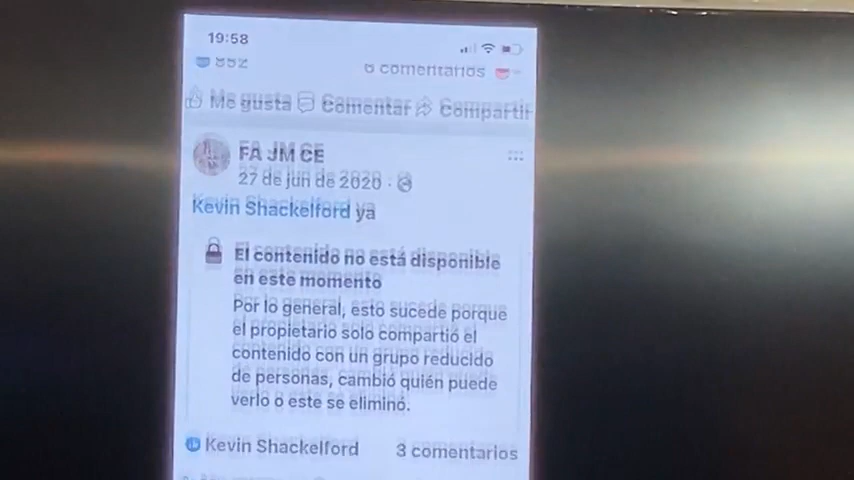 19:58
852
6 comentarios
Me gusta Comentar Compartir
FA JM CE
27 de jun de 2020 ·
Kevin Shackelford ya
El contenido no está disponible
en este momento
Por lo general, esto sucede porque
el propietario solo compartió el
contenido con un grupo reducido
de personas, cambió quién puede
verlo o este se eliminó.
Kevin Shackelford 3 comentarios